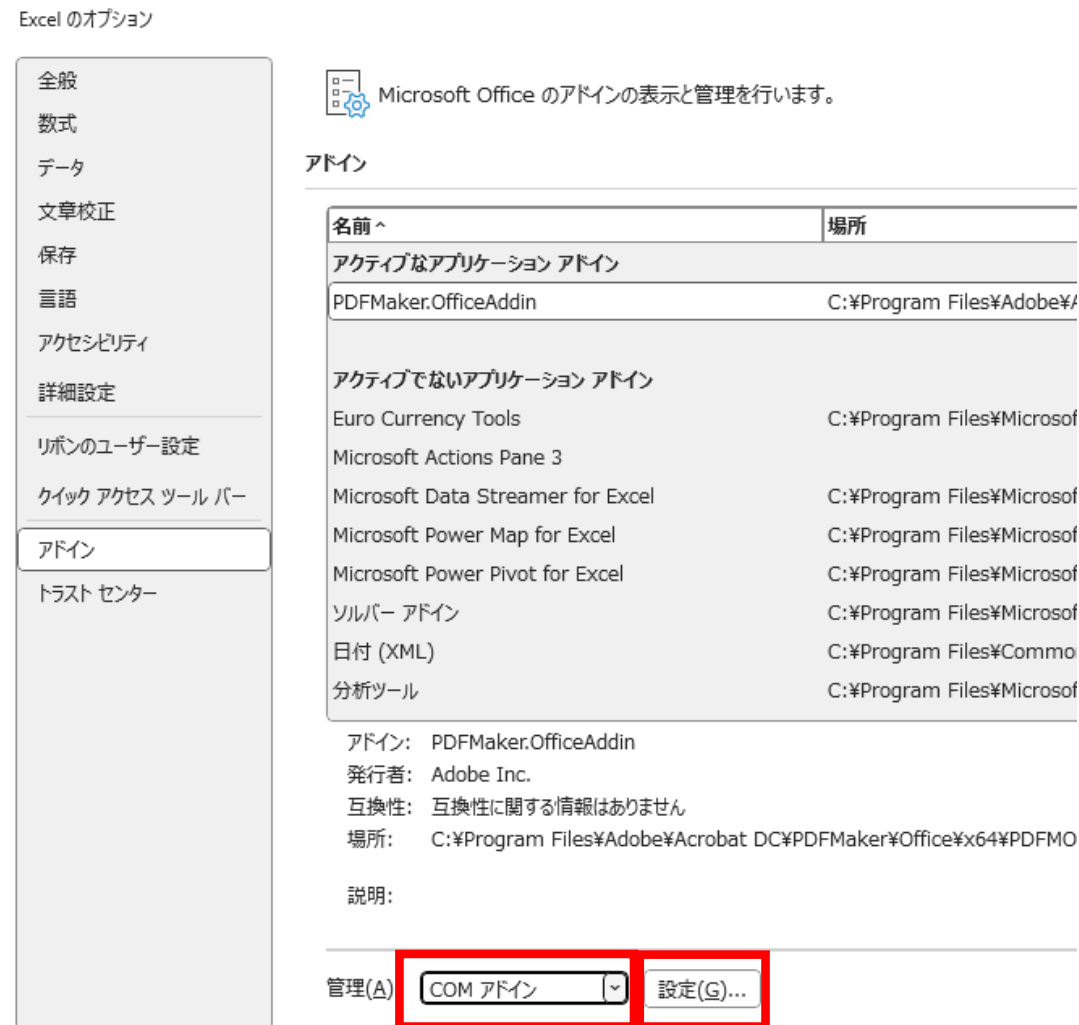 Excel のオプション
全般
数式
データ
文章校正
保存
言語
アクセシビリティ
詳細設定
リボンのユーザー設定
クイック アクセス ツール バー
アドイン
トラスト センター
Microsoft Office のアドインの表示と管理を行います。
アドイン
名前 場所
アクティブなアプリケーション アドイン
PDFMaker.OfficeAddin C:¥Program Files¥Adobe¥A
アクティブでないアプリケーション アドイン
Euro Currency Tools C:¥Program Files¥Microsof
Microsoft Actions Pane 3
Microsoft Data Streamer for Excel C:¥Program Files¥Microsof
Microsoft Power Map for Excel C:¥Program Files¥Microsof
Microsoft Power Pivot for Excel C:¥Program Files¥Microsof
ソルバー アドイン C:¥Program Files¥Microsof
日付 (XML) C:¥Program Files¥Commo
分析ツール C:¥Program Files¥Microsof
アドイン: PDFMaker.OfficeAddin
発行者: Adobe Inc.
互換性: 互換性に関する情報はありません
場所: C:¥Program Files¥Adobe¥Acrobat DC¥PDFMaker¥Office¥x64¥PDFMO
説明:
管理(A) COM アドイン 設定(G)...